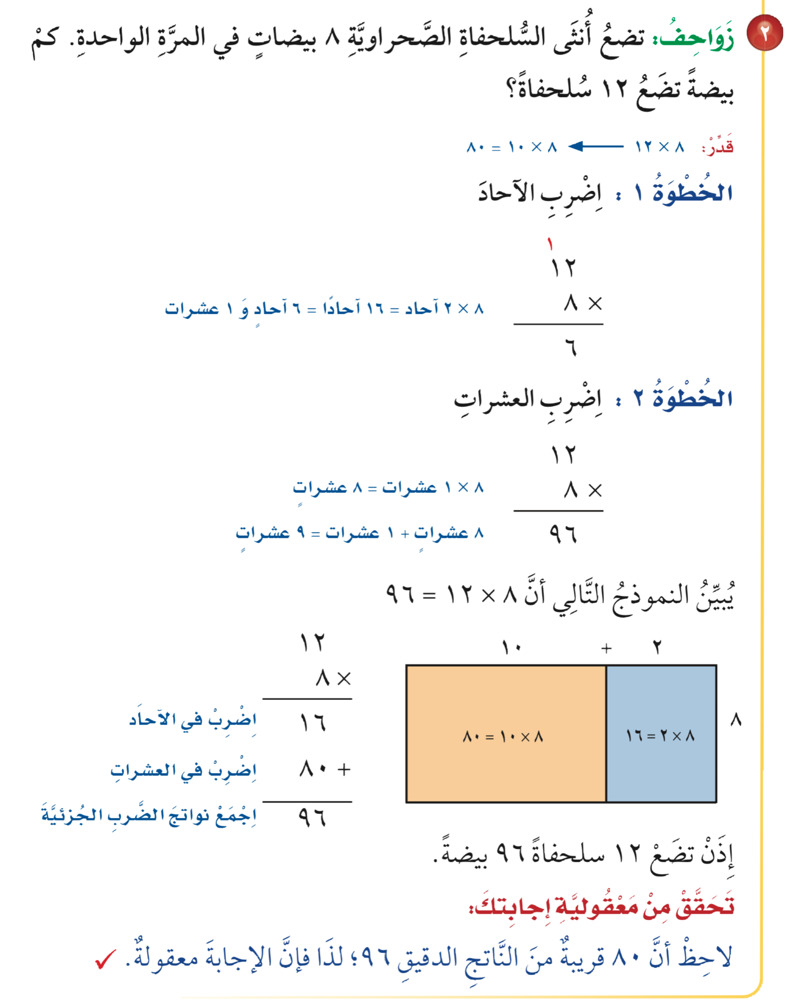 ٢
زَوَاحِفُ: تضعُ أُنثَى السُّلحفاةِ الصَّحراويَّةِ ٨ بيضاتٍ في المرَّةِ الواحدةِ. كمْ
بيضةً تضَعُ ١٢ سُلحفاةً؟
قَدِّرْ: ٨ × ١٢ ← ٨ × ١٠ = ٨٠
الخُطْوَةُ ١ : اِضْرِبِ الآحادَ
١
١٢
× ٨
٨ × ٢ آحاد = ١٦ آحادًا = ٦ آحادٍ وَ ١ عشرات
٦
الخُطْوَةُ ٢ : اِضْرِبِ العشراتِ
١٢
× ٨
٨ × ١ عشرات = ٨ عشراتٍ
٩٦
٨ عشراتٍ + ١ عشرات = ٩ عشراتٍ
يُبيِّنُ النموذجُ التَّالِي أنَّ ٨ × ١٢ = ٩٦
٢ + ١٠
٨
٨ × ٢ = ١٦
٨ × ١٠ = ٨٠
١٢
× ٨
١٦ اِضْرِبْ في الآحاَد
+ ٨٠ اِضْرِبْ في العشراتِ
٩٦ اِجْمَعْ نواتجَ الضَّربِ الجُزئيَّةَ
إِذَنْ تضَعْ ١٢ سلحفاةً ٩٦ بيضةً.
تَحَقَّقْ مِنْ مَعْقُوليَّةِ إجابِتكَ:
لاحِظْ أنَّ ٨٠ قريبةٌ منَ النَّاتجِ الدقيقِ ٩٦؛ لذَا فإنَّ الإجابةَ معقولةٌ. ✓